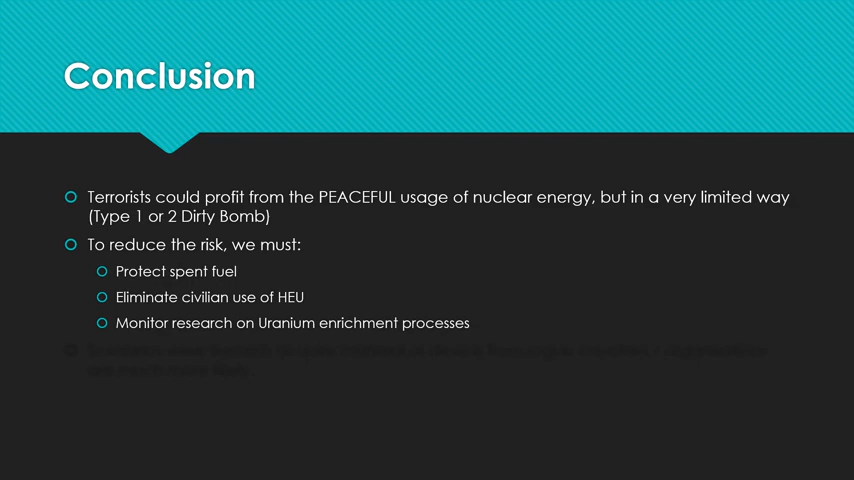 Conclusion
Terrorists could profit from the PEACEFUL usage of nuclear energy, but in a very limited way
(Type 1 or 2 Dirty Bomb)
To reduce the risk, we must:
Protect spent fuel
Eliminate civilian use of HEU
Monitor research on Uranium enrichment processes